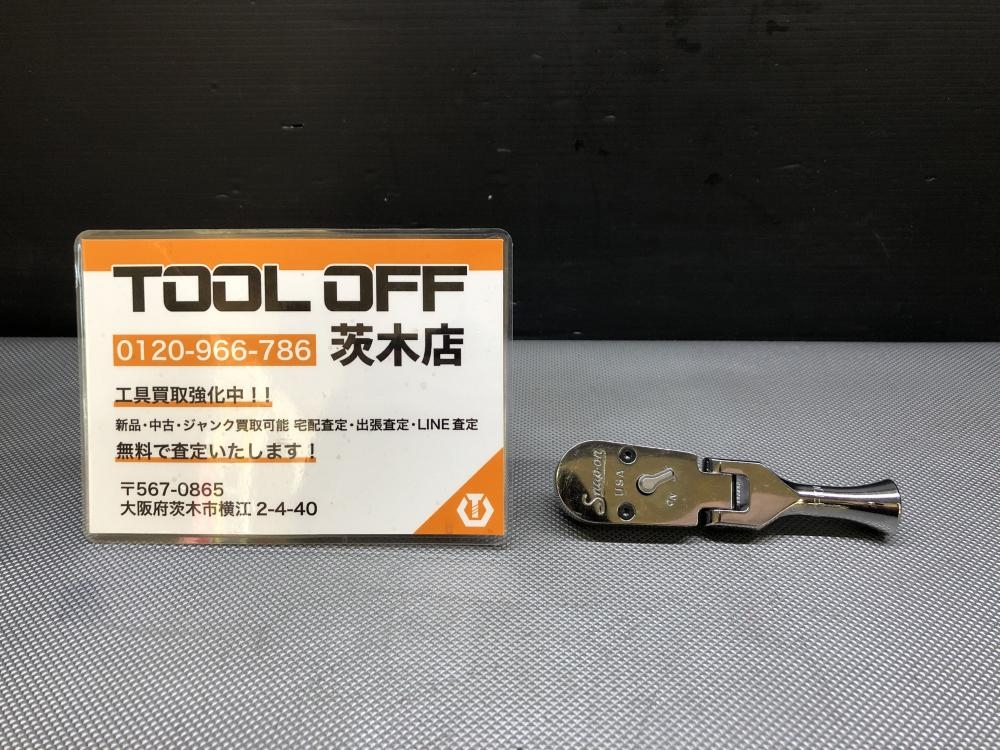 TOOL OFF
0120-966-786 茨木店
工具買取強化中！！
新品・中古・ジャンク買取可能 宅配査定・出張査定・LINE査定
無料で査定いたします！
〒567-0865
大阪府茨木市横江 2-4-40
Snap-on
USA